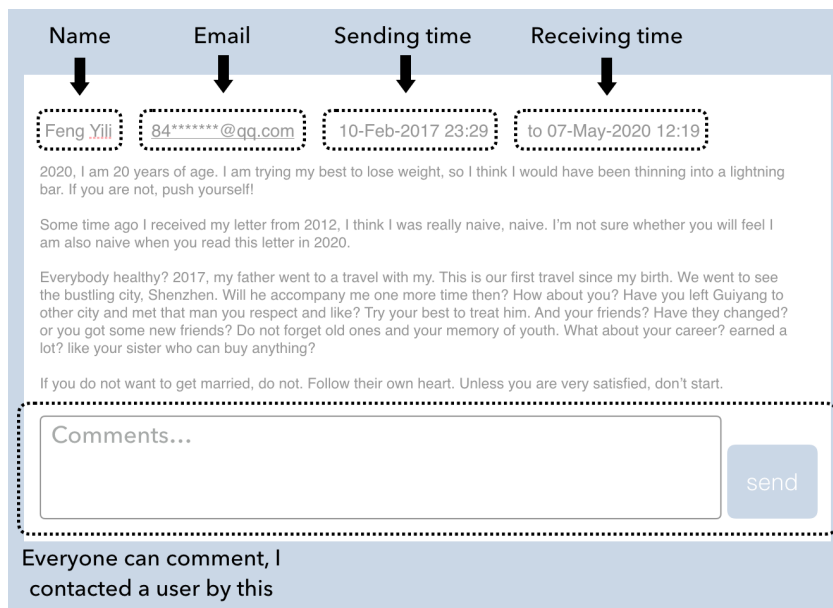 Name Email Sending time Receiving time
Feng Yili 84*******@qq.com 10-Feb-2017 23:29 to 07-May-2020 12:19
2020, I am 20 years of age. I am trying my best to lose weight, so I think I would have been thinning into a lightning
bar. If you are not, push yourself!
Some time ago I received my letter from 2012, I think I was really naive, naive. I'm not sure whether you will feel I
am also naive when you read this letter in 2020.
Everybody healthy? 2017, my father went to a travel with my. This is our first travel since my birth. We went to see
the bustling city, Shenzhen. Will he accompany me one more time then? How about you? Have you left Guiyang to
other city and met that man you respect and like? Try your best to treat him. And your friends? Have they changed?
or you got some new friends? Do not forget old ones and your memory of youth. What about your career? earned a
lot? like your sister who can buy anything?
If you do not want to get married, do not. Follow their own heart. Unless you are very satisfied, don't start.
Comments...
send
Everyone can comment, I
contacted a user by this